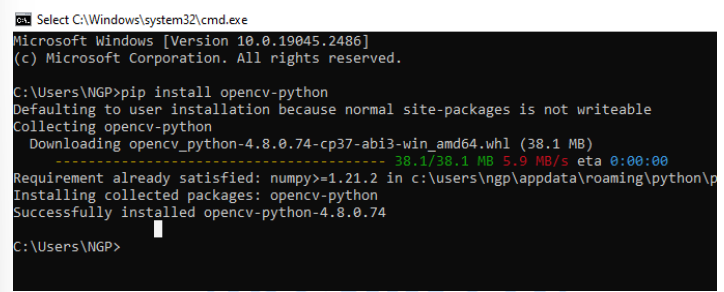 Select C:\Windows\system32\cmd.exe
Microsoft Windows [Version 10.0.19045.2486]
(c) Microsoft Corporation. All rights reserved.
C:\Users\NGP>pip install opencv-python
Defaulting to user installation because normal site-packages is not writeable
Collecting opencv-python
Downloading opencv_python-4.8.0.74-cp37-abi3-win_amd64.whl (38.1 MB)
---------------------------------------- 38.1/38.1 MB 5.9 MB/s eta 0:00:00
Requirement already satisfied: numpy>=1.21.2 in c:\users\ngp\appdata\roaming\python\p
Installing collected packages: opencv-python
Successfully installed opencv-python-4.8.0.74
C:\Users\NGP>